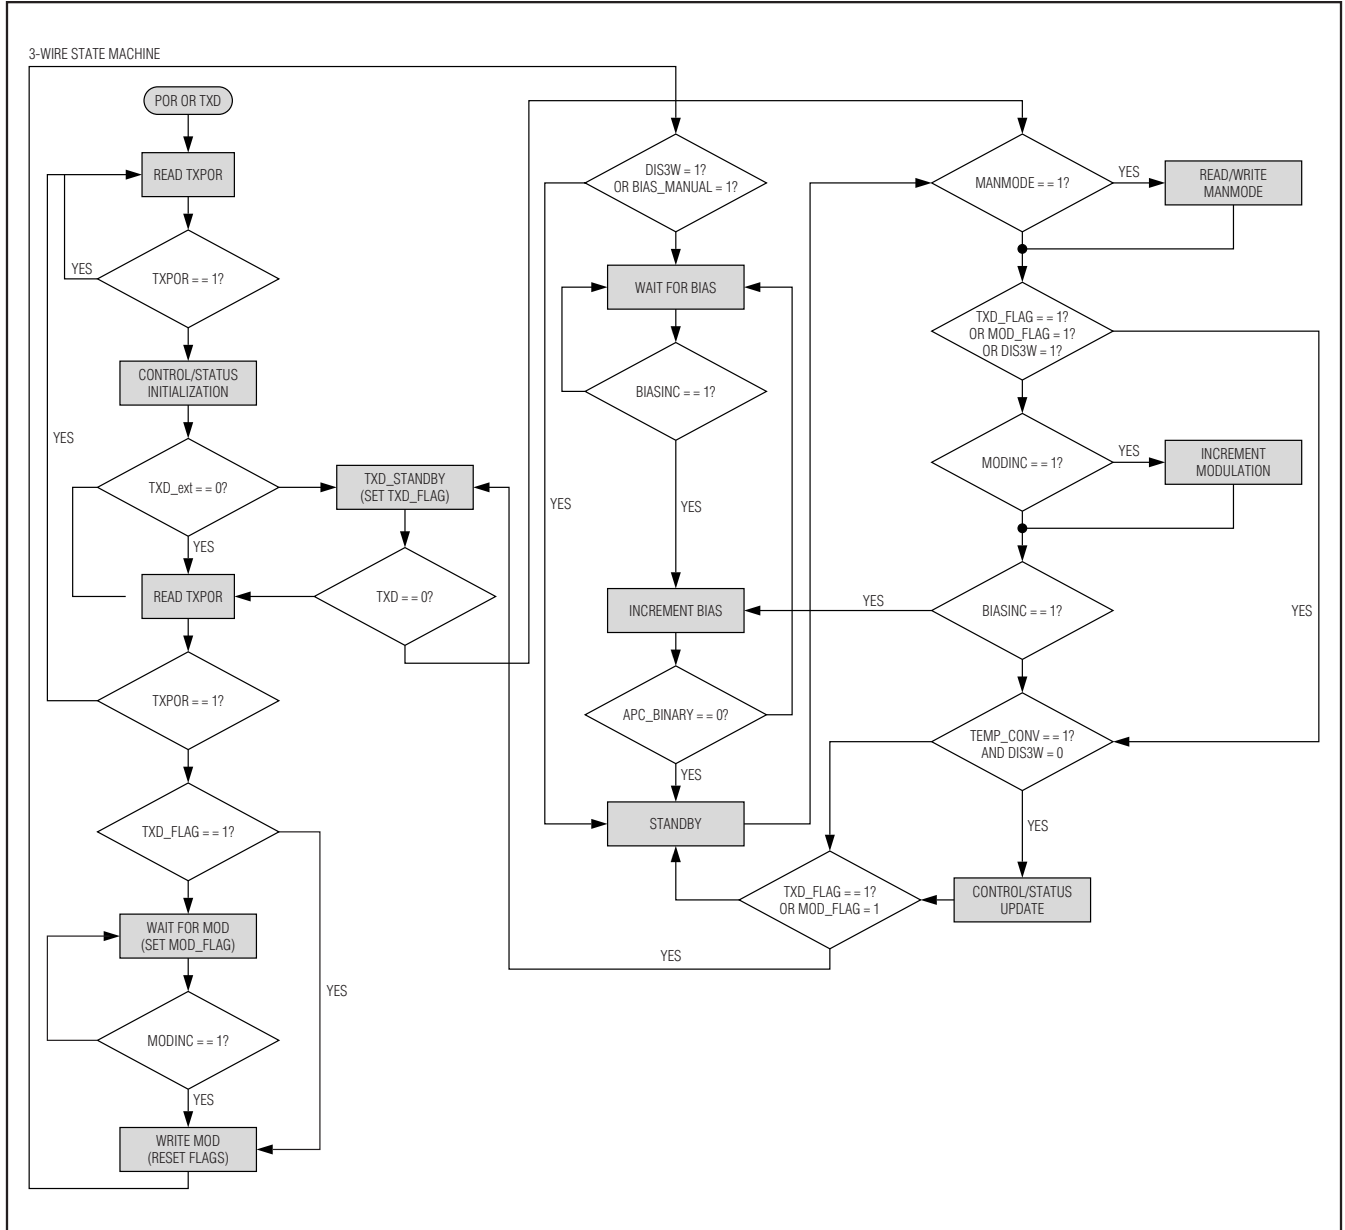 3-WIRE STATE MACHINE
POR OR TXD
READ TXPOR
TXPOR = = 1?
YES
CONTROL/STATUS
INITIALIZATION
YES
TXD_ext = = 0?
YES
TXD_STANDBY
(SET TXD_FLAG)
TXD = = 0?
READ TXPOR
TXPOR = = 1?
TXD_FLAG = = 1?
YES
WAIT FOR MOD
(SET MOD_FLAG)
MODINC = = 1?
YES
WRITE MOD
(RESET FLAGS)
DIS3W = 1?
OR BIAS_MANUAL = 1?
WAIT FOR BIAS
BIASINC = = 1?
YES
YES
INCREMENT BIAS
APC_BINARY = = 0?
YES
STANDBY
MANMODE = = 1?
YES
READ/WRITE
MANMODE
TXD_FLAG = = 1?
OR MOD_FLAG = 1?
OR DIS3W = 1?
YES
MODINC = = 1?
YES
INCREMENT
MODULATION
BIASINC = = 1?
YES
TEMP_CONV = = 1?
AND DIS3W = 0
YES
CONTROL/STATUS
UPDATE
TXD_FLAG = = 1?
OR MOD_FLAG = 1
YES